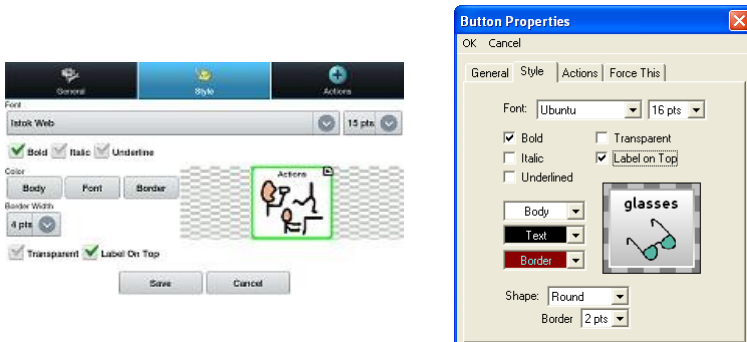 General
Style
Actions
Font
Istok Web
15 pts
Bold
Italic
Underline
Color
Body
Font
Border
Actions
Border Width
4 pts
Transparent
Label On Top
Save
Cancel
Button Properties
OK
Cancel
General
Style
Actions
Force This
Font:
Ubuntu
16 pts
Bold
Transparent
Italic
Label on Top
Underlined
Body
Text
Border
glasses
Shape:
Round
Border
2 pts